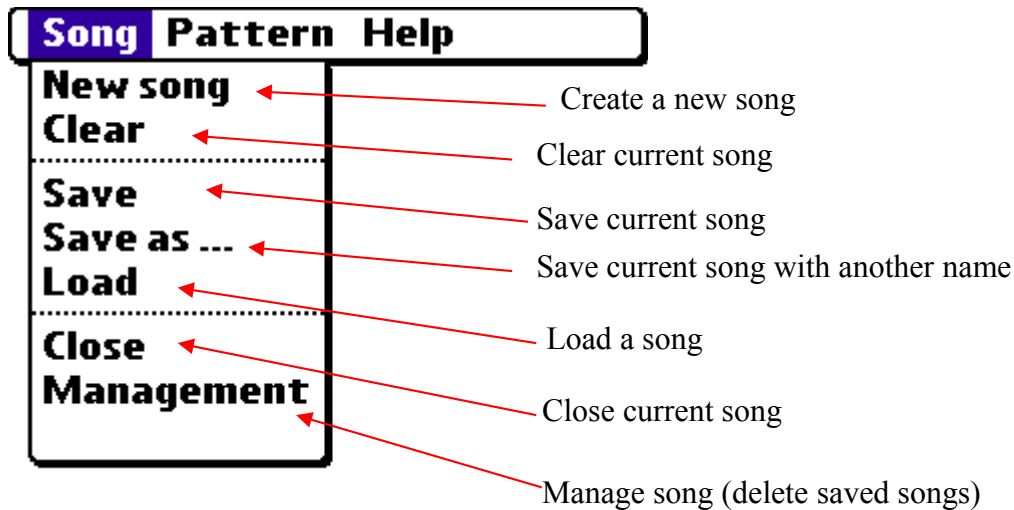 Song Pattern Help
New song
Create a new song
Clear
Clear current song
Save
Save current song
Save as ...
Save current song with another name
Load
Load a song
Close
Close current song
Management
Manage song (delete saved songs)